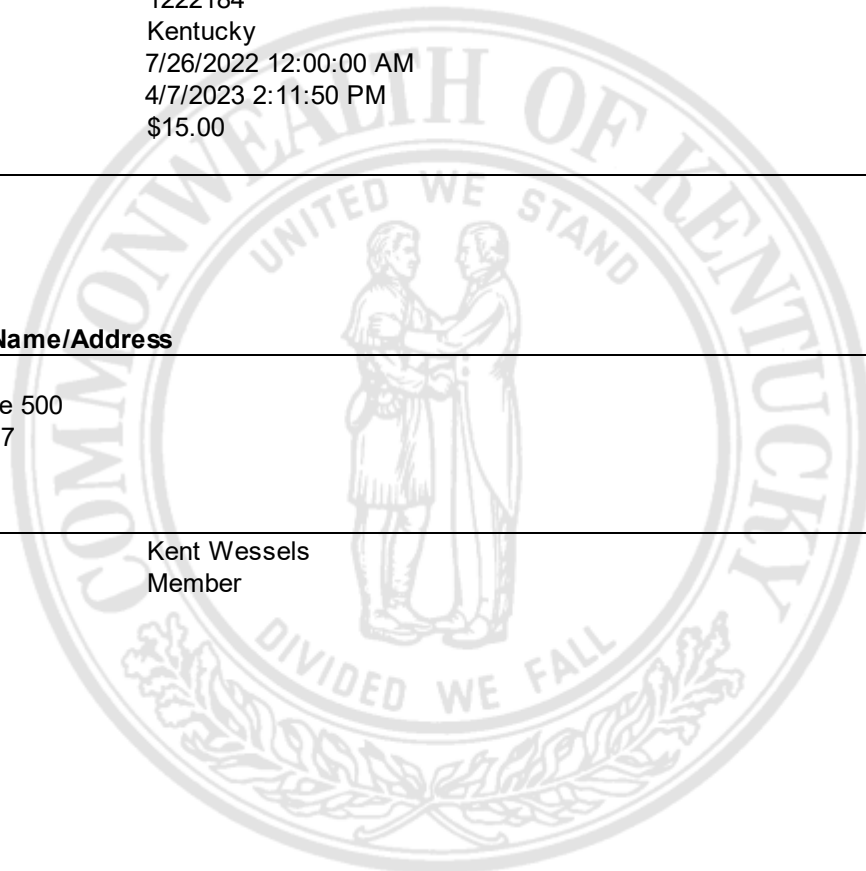 1222184
Kentucky
7/26/2022 12:00:00 AM
4/7/2023 2:11:50 PM
$15.00
COMMONWEALTH OF KENTUCKY
UNITED WE STAND
Name/Address
e 500
7
Kent Wessels
Member
DIVIDED WE FALL